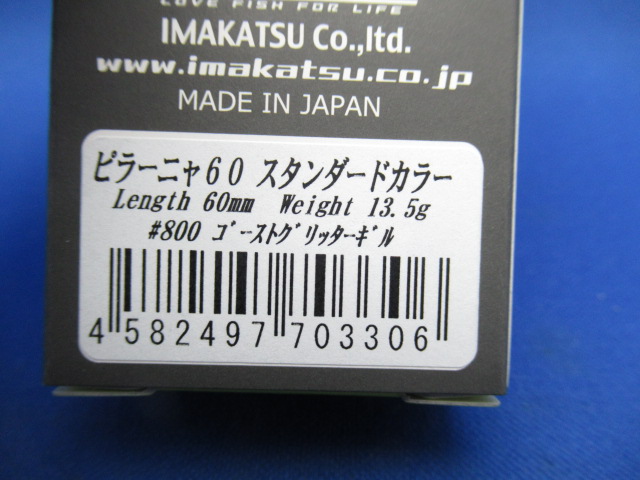 LOVE FISH FOR LIFE
IMAKATSU Co.,ltd.
www.imakatsu.co.jp
MADE IN JAPAN
ピラーニャ60 スタンダードカラー
Length 60mm Weight 13.5g
#800 ｺﾞｰｽﾄｸﾞﾘｯﾀｰｷﾞﾙ
4 582497 703306